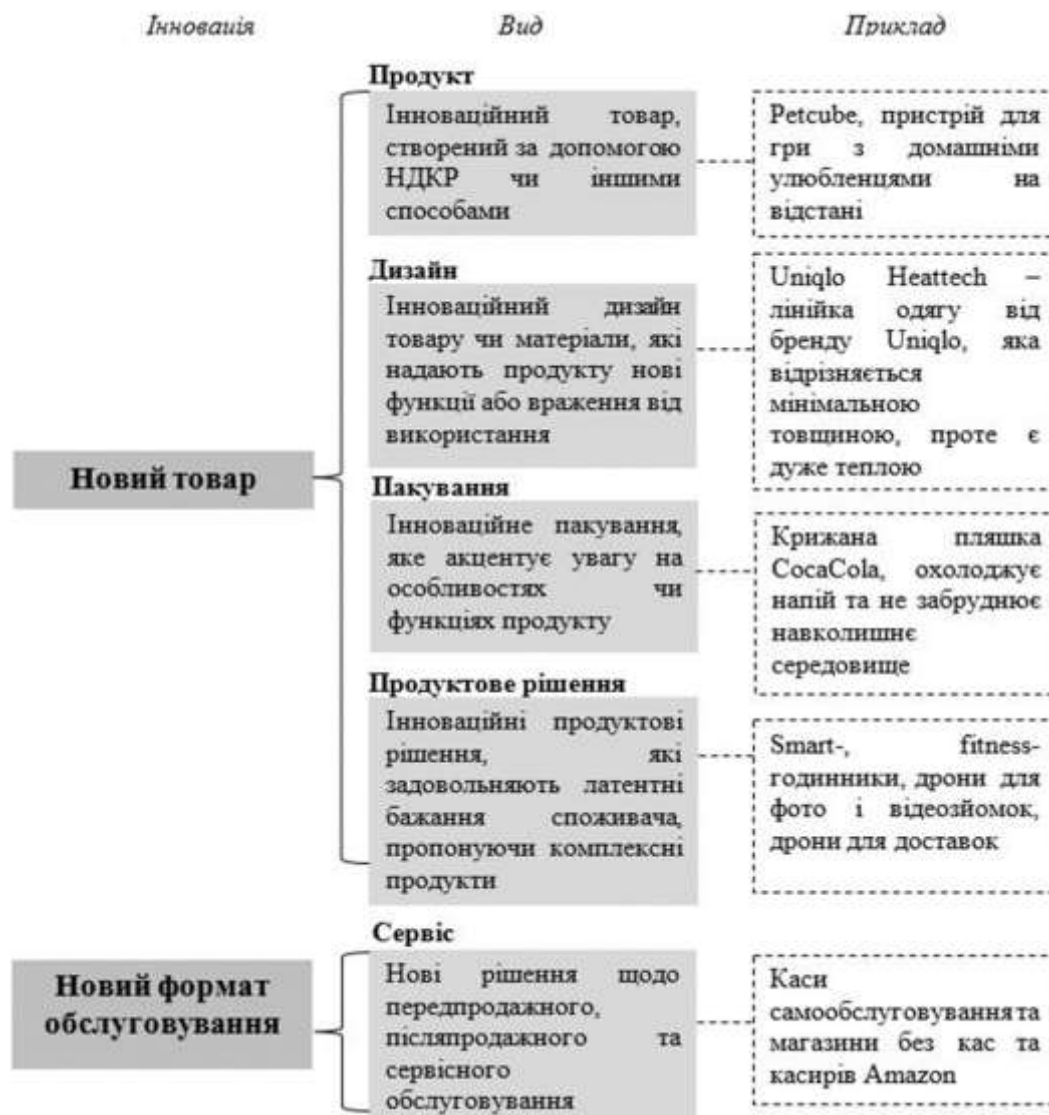 Інновація Вид Приклад
Продукт
Інноваційний товар,
створений за допомогою
НДКР чи іншими
способами
Petcube, пристрій для
гри з домашніми
улюбленцями на
відстані
Дизайн
Інноваційний дизайн
товару чи матеріали, які
надають продукту нові
функції або враження від
використання
Uniqlo Heattech –
лінійка одягу від
бренду Uniqlo, яка
відрізняється
мінімальною
товщиною, проте є
дуже теплою
Новий товар
Пакування
Інноваційне пакування,
яке акцентує увагу на
особливостях чи
функціях продукту
Крижана пляшка
CocaCola, охолоджує
напій та не забруднює
навколишнє
середовище
Продуктове рішення
Інноваційні продуктові
рішення, які
задовольняють латентні
бажання споживача,
пропонуючи комплексні
продукти
Smart-, fitness-
годинники, дрони для
фото і відеозйомок,
дрони для доставок
Новий формат
обслуговування
Сервіс
Нові рішення щодо
передпродажного,
післяпродажного та
сервісного
обслуговування
Каси
самообслуговування та
магазини без кас та
касирів Amazon